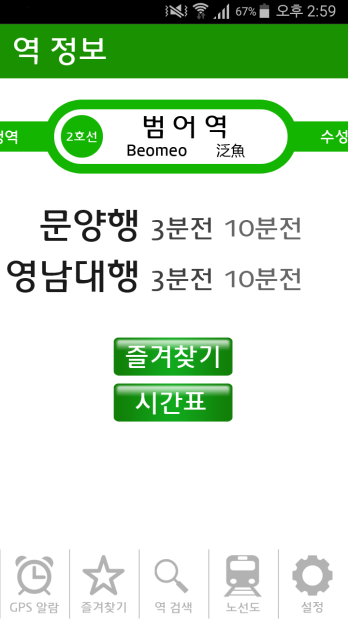 67% 오후 2:59
역 정보
2호선 범어역 수성
Beomeo 泛魚
문양행 3분전 10분전
영남대행 3분전 10분전
즐겨찾기
시간표
GPS 알람 즐겨찾기 역 검색 노선도 설정